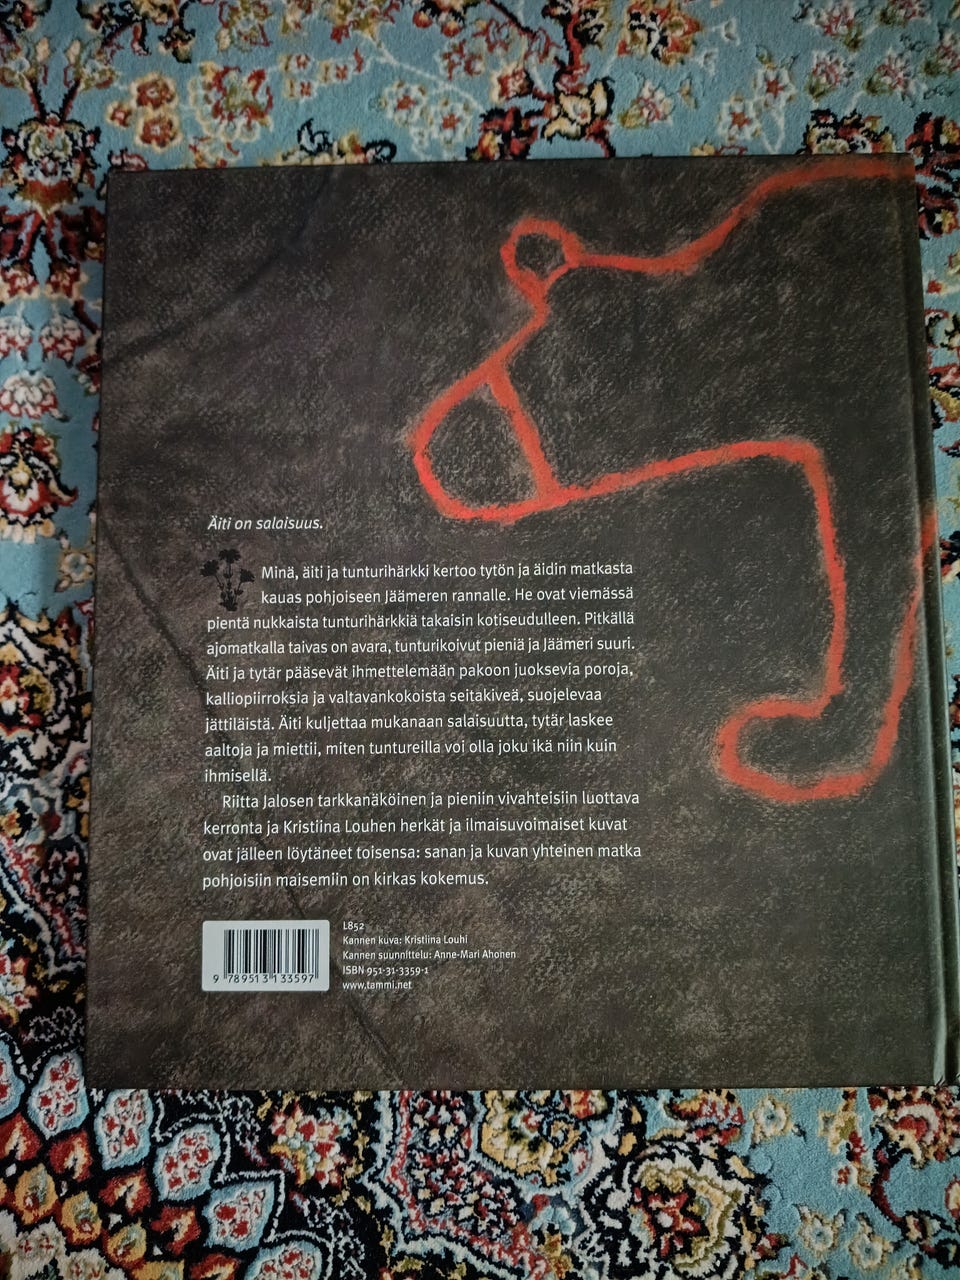 Äiti on salaisuus.
Minä, äiti ja tunturihärkki kertoo tytön ja äidin matkasta
kauas pohjoiseen Jäämeren rannalle. He ovat viemässä
pientä nukkaista tunturihärkkiä takaisin kotiseudulleen. Pitkällä
ajomatkalla taivas on avara, tunturikoivut pieniä ja Jäämeri suuri.
Äiti ja tytär pääsevät ihmettelemään pakoon juoksevia poroja,
kalliopiirroksia ja valtavankokoista seitakiveä, suojelevaa
jättiläistä. Äiti kuljettaa mukanaan salaisuutta, tytär laskee
aaltoja ja miettii, miten tuntureilla voi olla joku ikä niin kuin
ihmisellä.
Riitta Jalosen tarkkanäköinen ja pieniin vivahteisiin luottava
kerronta ja Kristiina Louhen herkät ja ilmaisuvoimaiset kuvat
ovat jälleen löytäneet toisensa: sanan ja kuvan yhteinen matka
pohjoisiin maisemiin on kirkas kokemus.
L852
Kannen kuva: Kristiina Louhi
Kannen suunnittelu: Anne-Mari Ahonen
ISBN 951-31-3359-1
www.tammi.net
9 789513 133597